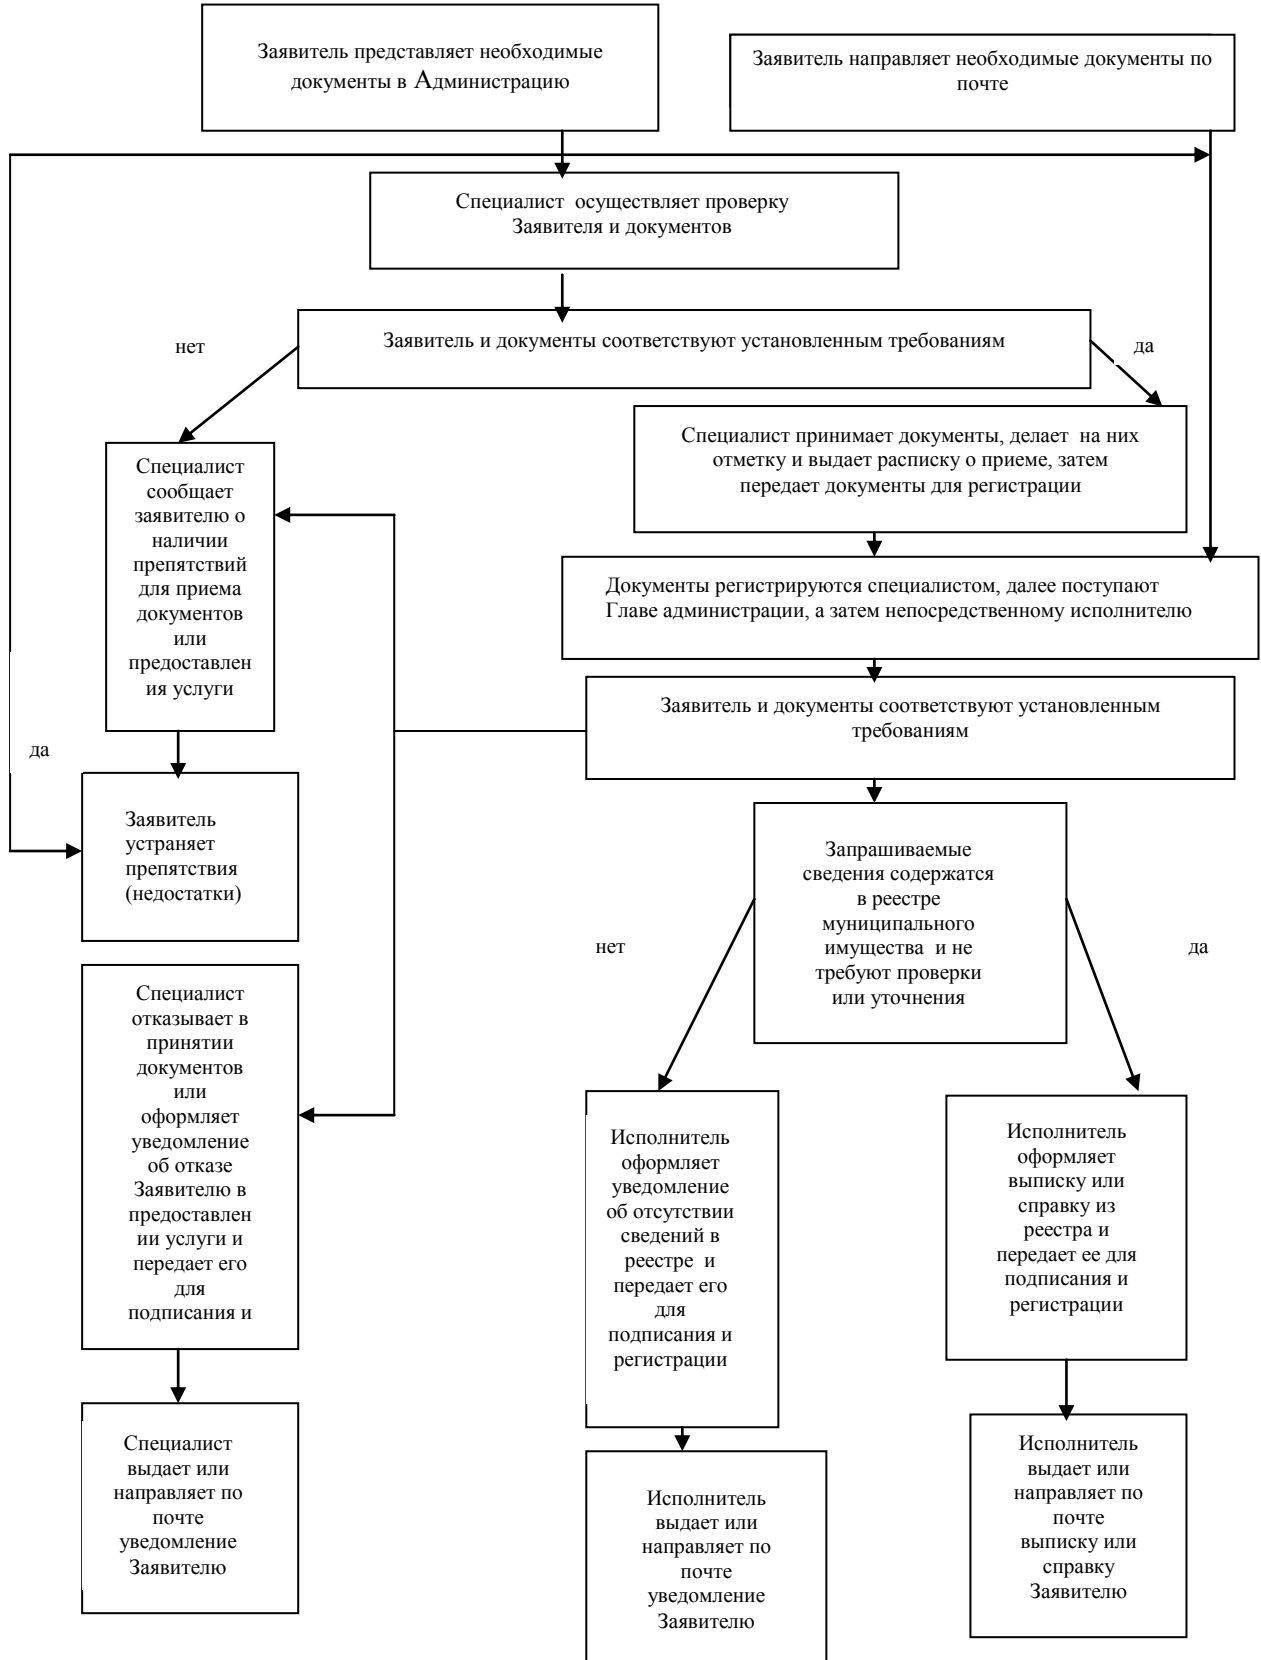 Заявитель представляет необходимые
документы в Администрацию
Заявитель направляет необходимые документы по
почте
Специалист осуществляет проверку
Заявителя и документов
нет
Заявитель и документы соответствуют установленным требованиям
да
Специалист принимает документы, делает на них
отметку и выдает расписку о приеме, затем
передает документы для регистрации
Специалист
сообщает
заявителю о
наличии
препятствий
для приема
документов
или
предоставлен
ия услуги
Документы регистрируются специалистом, далее поступают
Главе администрации, а затем непосредственному исполнителю
Заявитель и документы соответствуют установленным
требованиям
да
Заявитель
устраняет
препятствия
(недостатки)
Запрашиваемые
сведения содержатся
в реестре
муниципального
имущества и не
требуют проверки
или уточнения
нет
да
Специалист
отказывает в
принятии
документов
или
оформляет
уведомление
об отказе
Заявителю в
предоставлен
ии услуги и
передает его
для
подписания и
Исполнитель
оформляет
уведомление
об отсутствии
сведений в
реестре и
передает его
для
подписания и
регистрации
Исполнитель
оформляет
выписку или
справку из
реестра и
передает ее для
подписания и
регистрации
Специалист
выдает или
направляет по
почте
уведомление
Заявителю
Исполнитель
выдает или
направляет по
почте
уведомление
Заявителю
Исполнитель
выдает или
направляет по
почте
выписку или
справку
Заявителю